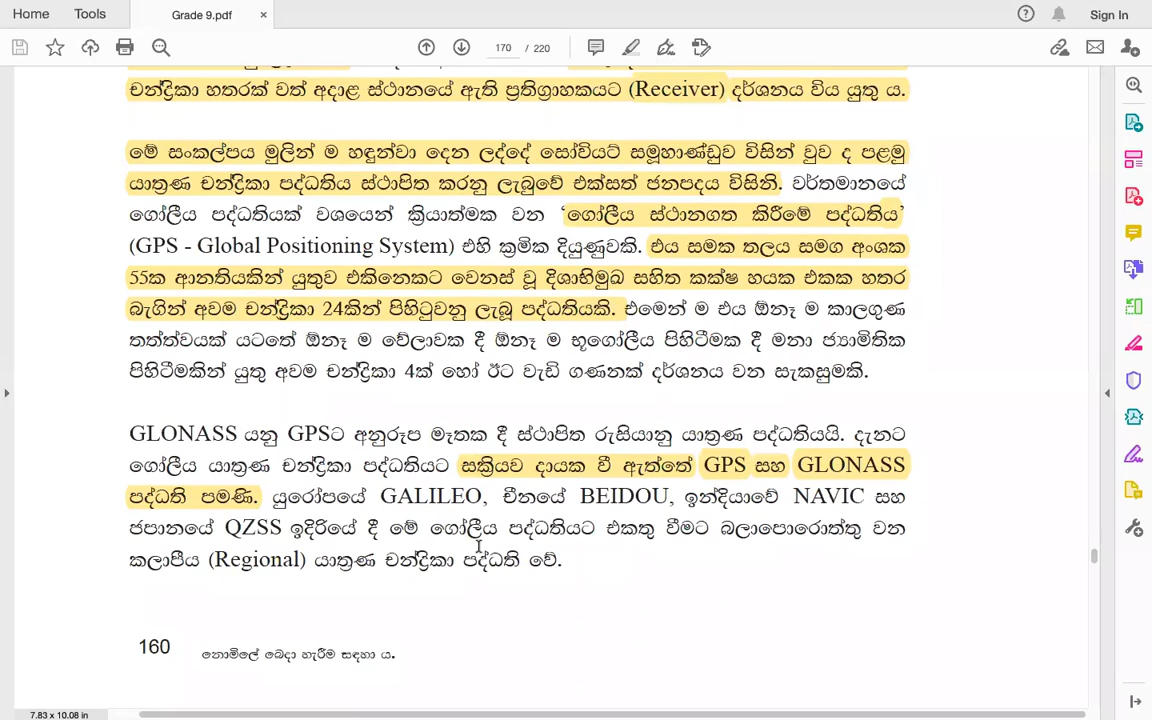 Home Tools Grade 9.pdf × Sign In
170 / 220
චන්ද්‍රිකා හතරක් වත් අදාළ ස්ථානයේ ඇති ප්‍රතිග්‍රාහකයට (Receiver) දර්ශනය විය යුතු ය.
මේ සංකල්පය මුලින් ම හඳුන්වා දෙන ලද්දේ සෝවියට් සමූහාණ්ඩුව විසින් වුව ද පළමු
යාත්‍රණ චන්ද්‍රිකා පද්ධතිය ස්ථාපිත කරනු ලැබුවේ එක්සත් ජනපදය විසිනි. වර්තමානයේ
ගෝලීය පද්ධතියක් වශයෙන් ක්‍රියාත්මක වන ‘ගෝලීය ස්ථානගත කිරීමේ පද්ධතිය’
(GPS - Global Positioning System) එහි ක්‍රමික දියුණුවකි. එය සමක තලය සමග අංශක
55ක ආනතියකින් යුතුව එකිනෙකට වෙනස් වූ දිශාභිමුඛ සහිත කක්ෂ හයක එකක හතර
බැගින් අවම චන්ද්‍රිකා 24කින් පිහිටුවනු ලැබූ පද්ධතියකි. එමෙන් ම එය ඕනෑ ම කාලගුණ
තත්ත්වයක් යටතේ ඕනෑ ම වේලාවක දී ඕනෑ ම භූගෝලීය පිහිටීමක දී මනා ජ්‍යාමිතික
පිහිටීමකින් යුතු අවම චන්ද්‍රිකා 4ක් හෝ ඊට වැඩි ගණනක් දර්ශනය වන සැකසුමකි.
GLONASS යනු GPSට අනුරූප මෑතක දී ස්ථාපිත රුසියානු යාත්‍රණ පද්ධතියයි. දැනට
ගෝලීය යාත්‍රණ චන්ද්‍රිකා පද්ධතියට සක්‍රියව දායක වී ඇත්තේ GPS සහ GLONASS
පද්ධති පමණි. යුරෝපයේ GALILEO, චීනයේ BEIDOU, ඉන්දියාවේ NAVIC සහ
ජපානයේ QZSS ඉදිරියේ දී මේ ගෝලීය පද්ධතියට එකතු වීමට බලාපොරොත්තු වන
කලාපීය (Regional) යාත්‍රණ චන්ද්‍රිකා පද්ධති වේ.
160 නොමිලේ බෙදා හැරීම සඳහා ය.
7.83 x 10.08 in